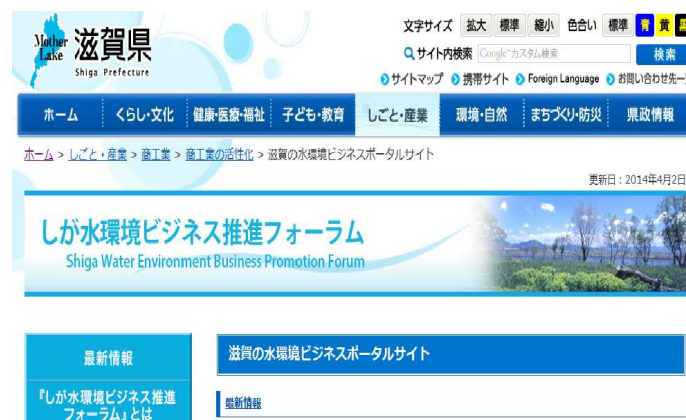 Mother Lake 滋賀県
Shiga Prefecture
文字サイズ 拡大 標準 縮小 色合い 標準 青 黄 黒
サイト内検索 Google™カスタム検索 検索
サイトマップ 携帯サイト Foreign Language お問い合わせ先一
ホーム くらし・文化 健康・医療・福祉 子ども・教育 しごと・産業 環境・自然 まちづくり・防災 県政情報
ホーム > しごと・産業 > 商工業 > 商工業の活性化 > 滋賀の水環境ビジネスポータルサイト
更新日：2014年4月2日
しが水環境ビジネス推進フォーラム
Shiga Water Environment Business Promotion Forum
最新情報
滋賀の水環境ビジネスポータルサイト
『しが水環境ビジネス推進
フォーラム』とは
最新情報